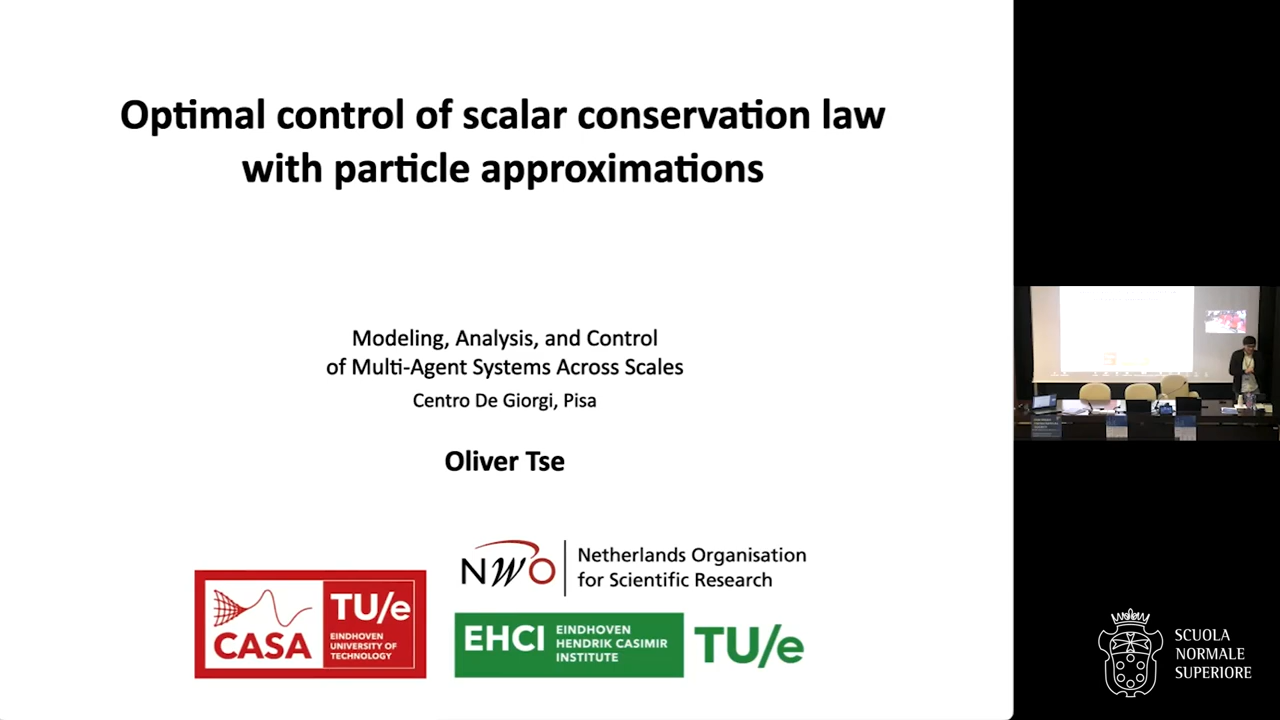 Optimal control of scalar conservation law
with particle approximations
Modeling, Analysis, and Control
of Multi-Agent Systems Across Scales
Centro De Giorgi, Pisa
Oliver Tse
NWO
Netherlands Organisation
for Scientific Research
CASA
TU/e
EINDHOVEN
UNIVERSITY OF
TECHNOLOGY
EHCI
EINDHOVEN
HENDRIK CASIMIR
INSTITUTE
TU/e
SCUOLA
NORMALE
SUPERIORE